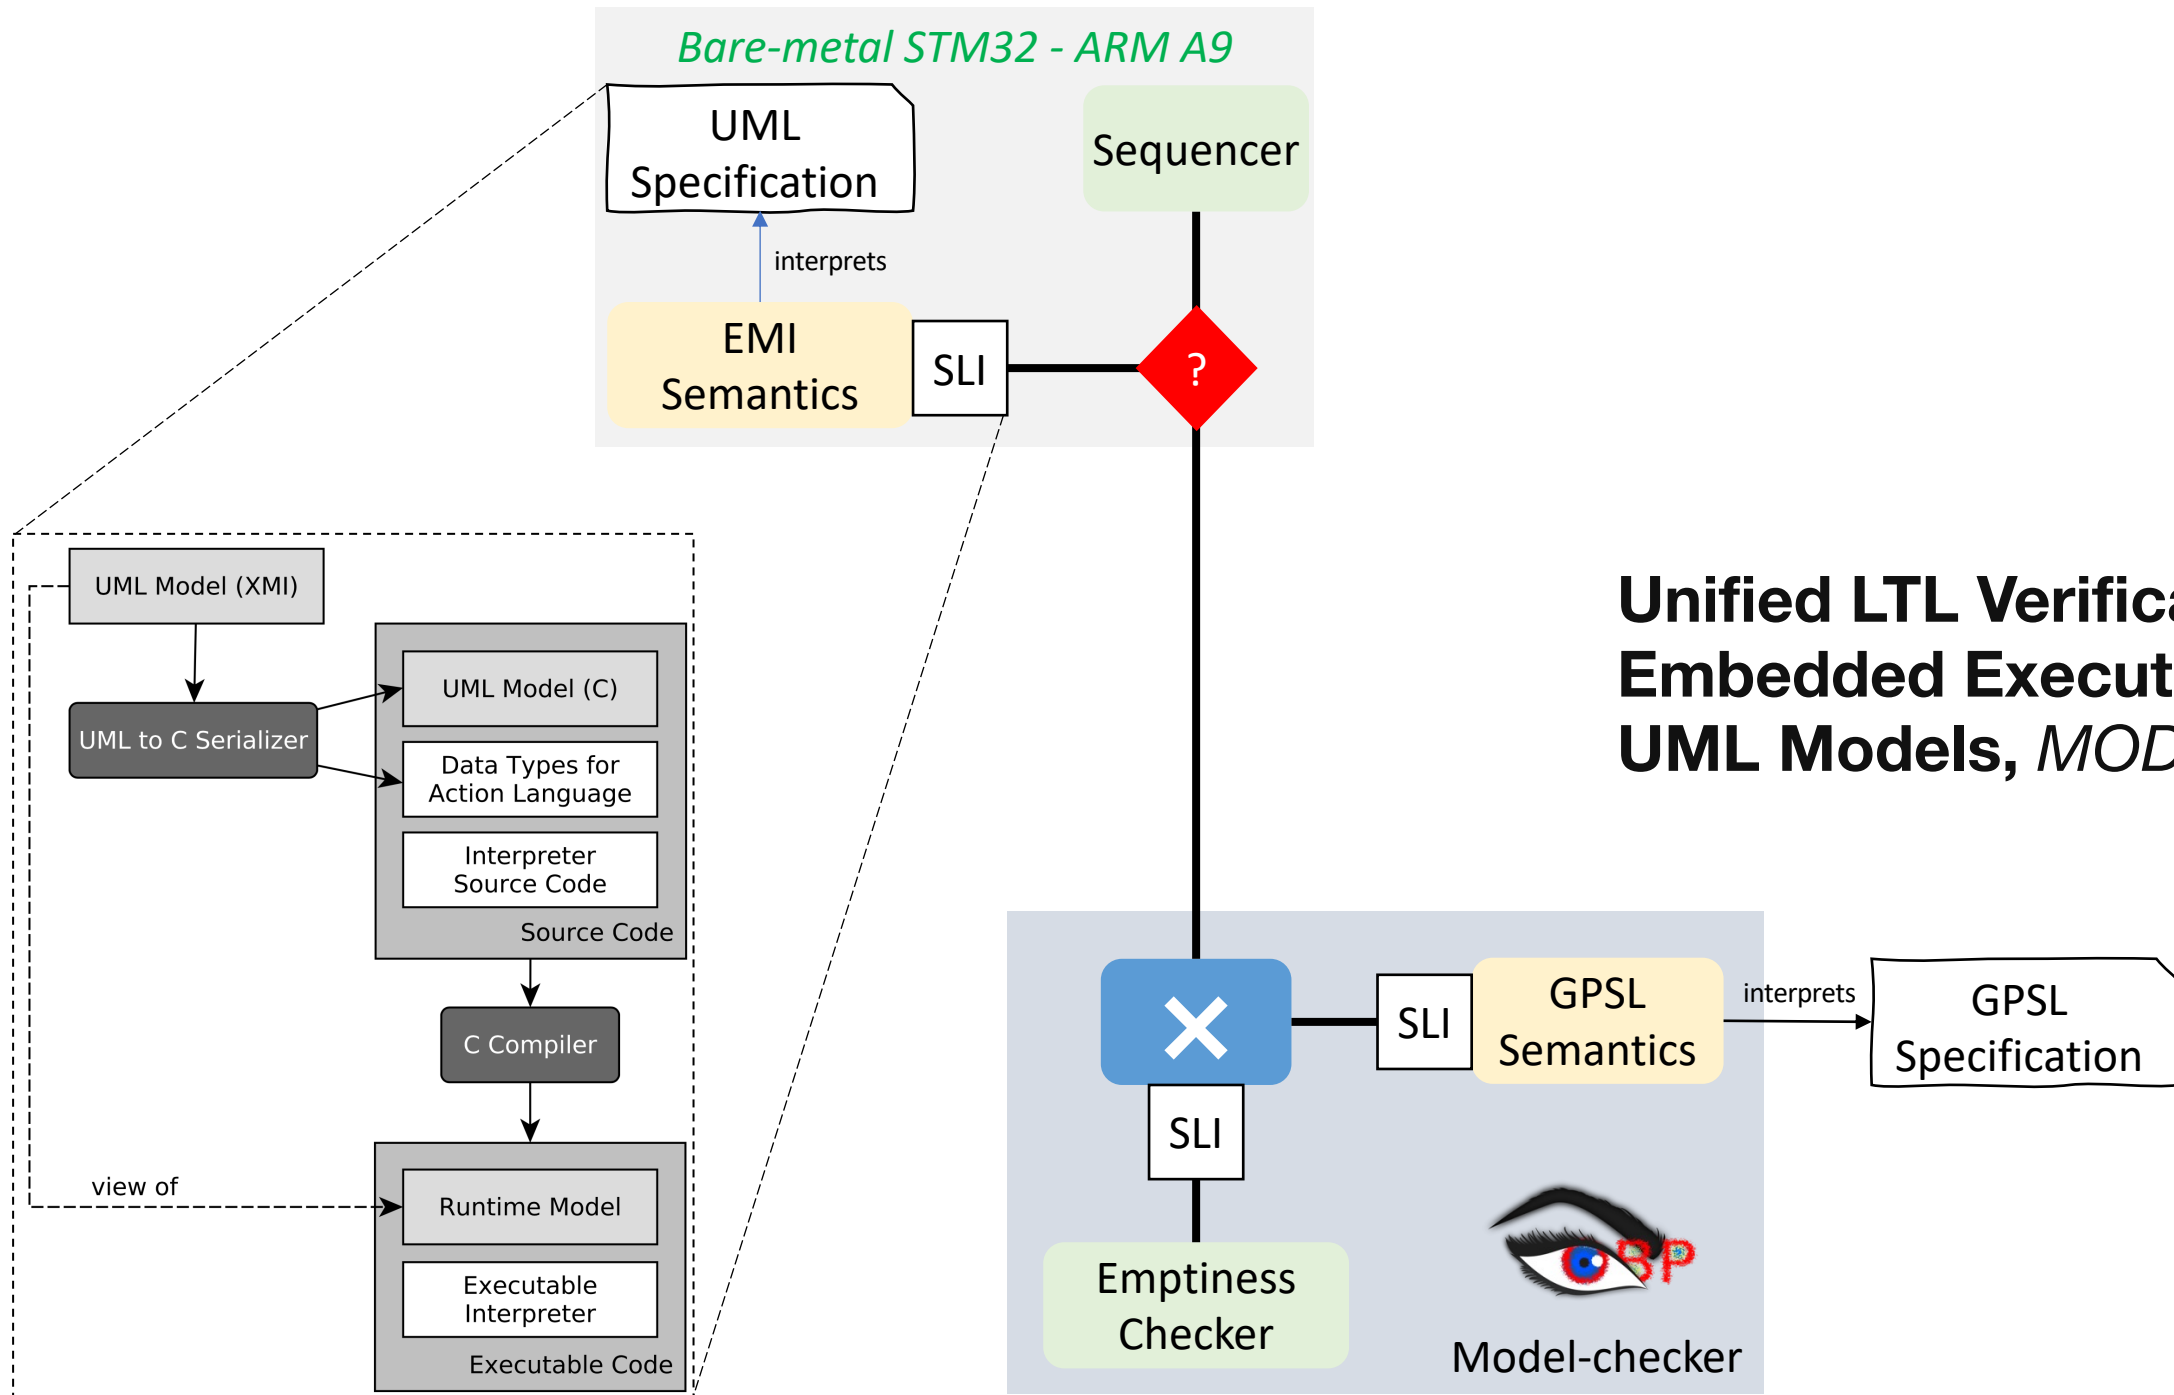 Bare-metal STM32 - ARM A9
UML
Specification
Sequencer
interprets
EMI
Semantics
SLI
?
UML Model (XMI)
UML to C Serializer
UML Model (C)
Data Types for
Action Language
Interpreter
Source Code
Source Code
C Compiler
view of
Runtime Model
Executable
Interpreter
Executable Code
Unified LTL Verifica
Embedded Execut
UML Models, MOD
SLI
GPSL
Semantics
interprets
GPSL
Specification
SLI
Emptiness
Checker
BP
Model-checker